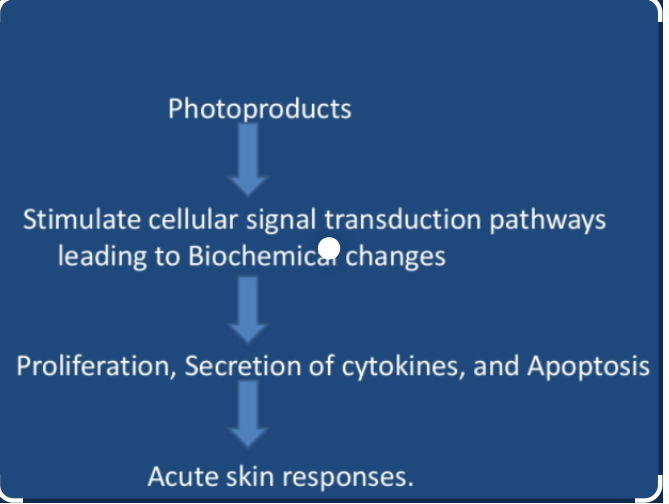 Photoproducts
Stimulate cellular signal transduction pathways
leading to Biochemical changes
Proliferation, Secretion of cytokines, and Apoptosis
Acute skin responses.